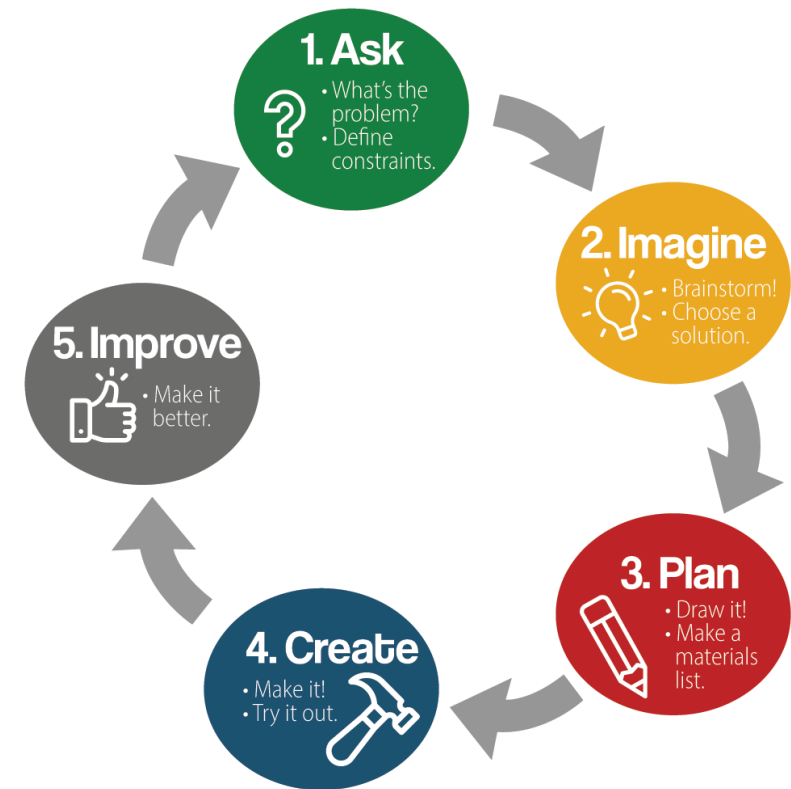 1. Ask
• What's the
problem?
• Define
constraints.
2. Imagine
• Brainstorm!
• Choose a
solution.
3. Plan
• Draw it!
• Make a
materials
list.
4. Create
• Make it!
• Try it out.
5. Improve
• Make it
better.